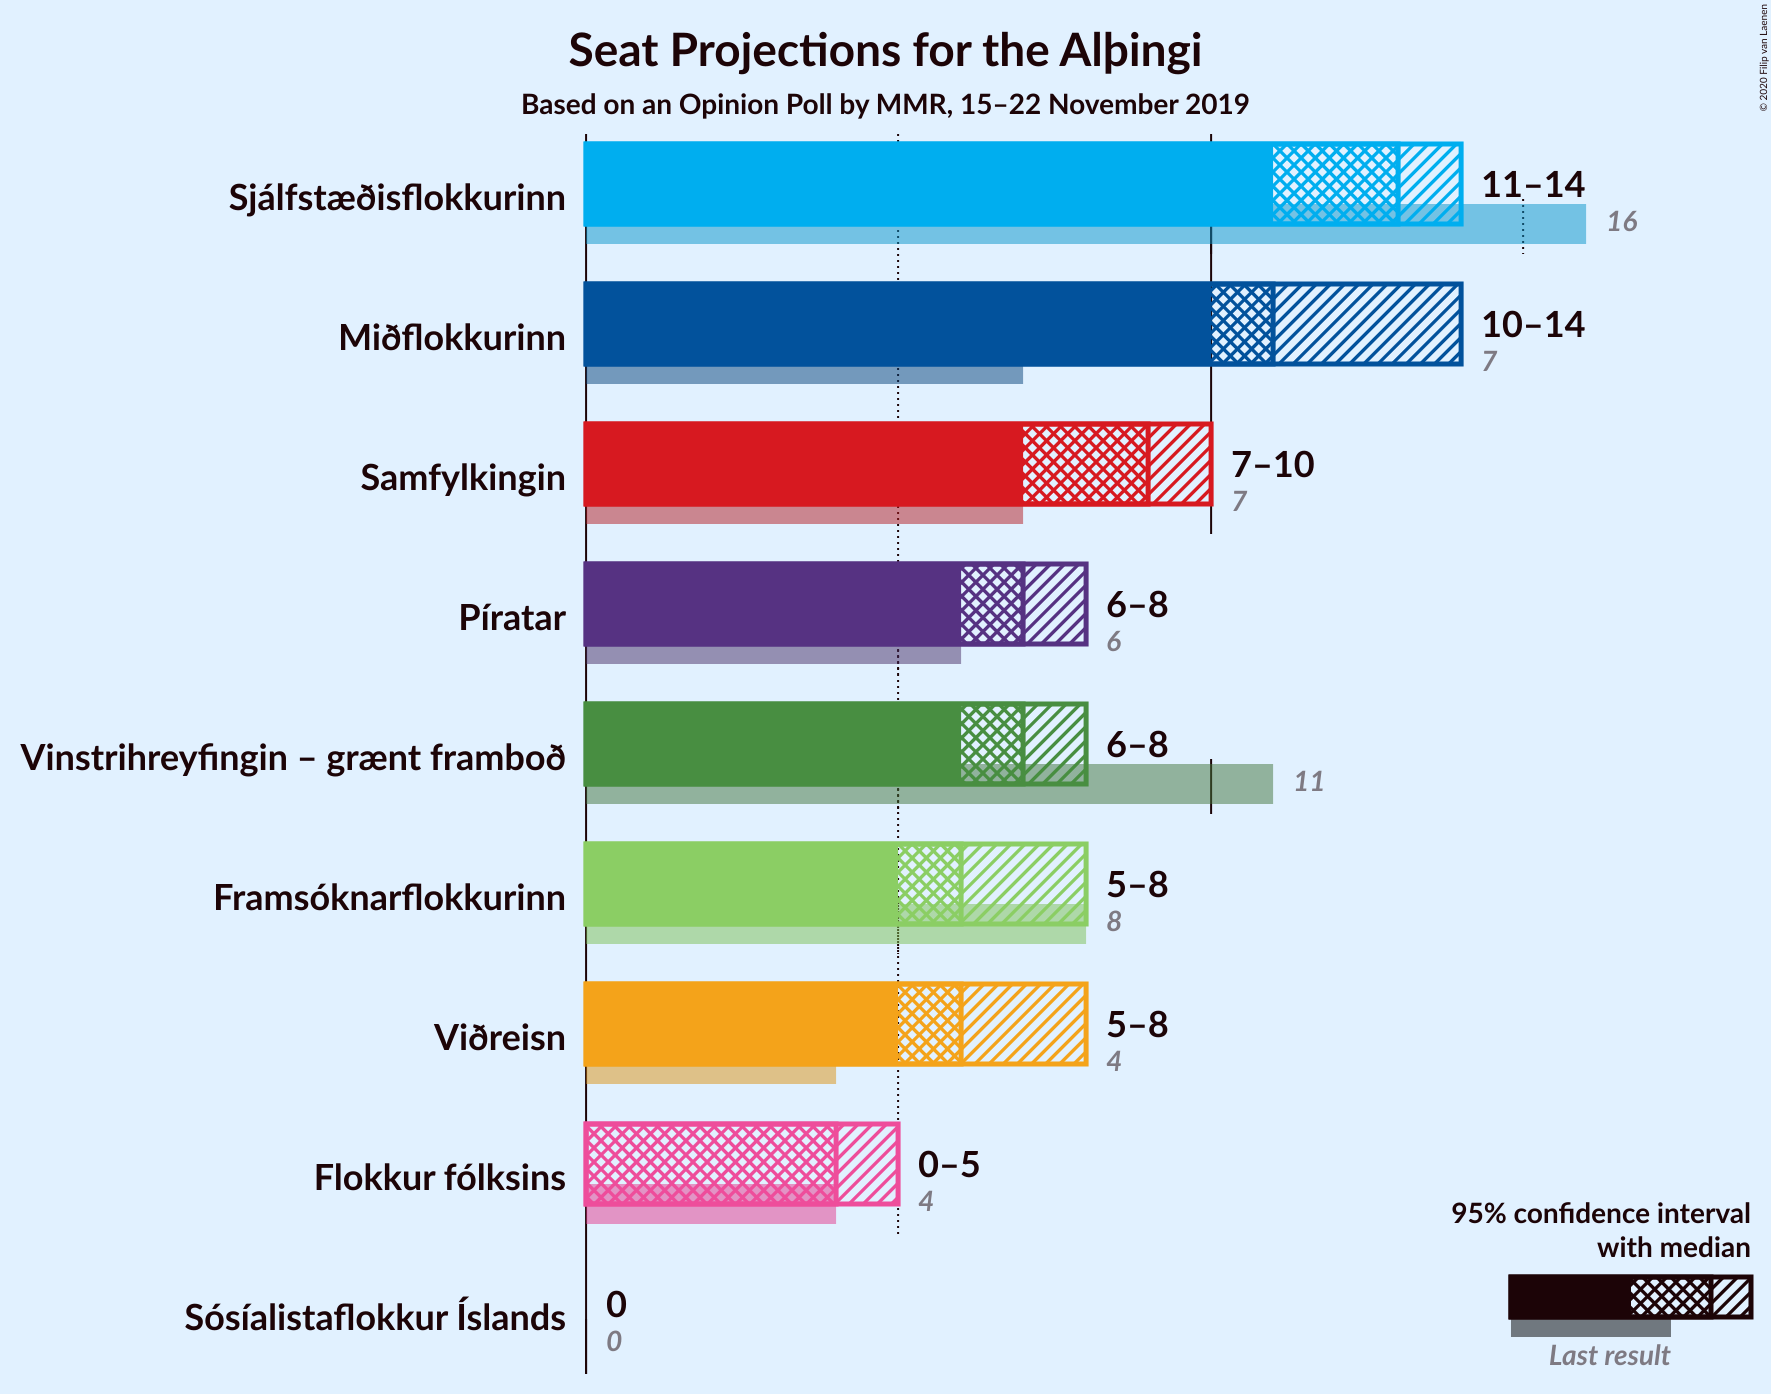 Seat Projections for the Alþingi
Based on an Opinion Poll by MMR, 15–22 November 2019
© 2020 Filip van Laenen
Sjálfstæðisflokkurinn
11–14
16
Miðflokkurinn
10–14
7
Samfylkingin
7–10
7
Píratar
6–8
6
Vinstrihreyfingin – grænt framboð
6–8
11
Framsóknarflokkurinn
5–8
8
Viðreisn
5–8
4
Flokkur fólksins
0–5
4
Sósíalistaflokkur Íslands
0
0
95% confidence interval
with median
Last result